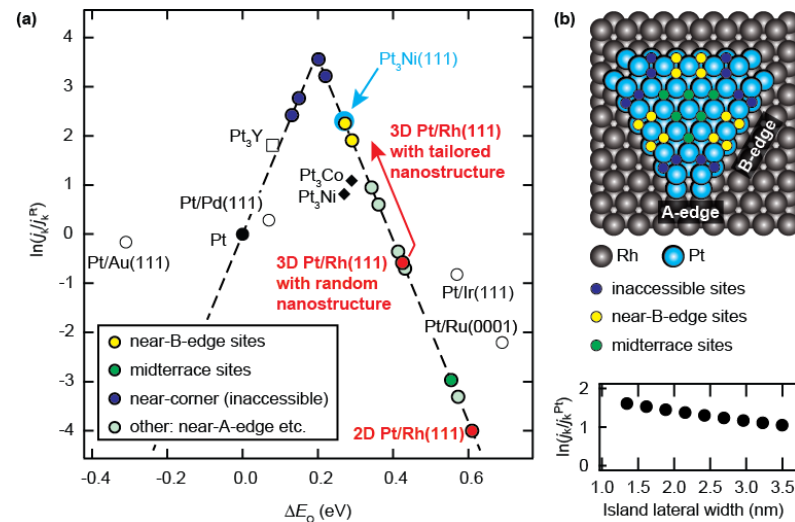 (a)
ln(jₖ/jₖᴿ)
4
3
2
1
0
-1
-2
-3
-4
Pt₃Ni(111)
Pt₃Y
3D Pt/Rh(111)
with tailored
nanostructure
Pt₃Co
Pt₃Ni
Pt/Pd(111)
Pt
Pt/Au(111)
3D Pt/Rh(111)
with random
nanostructure
Pt/Ir(111)
Pt/Ru(0001)
near-B-edge sites
midterrace sites
near-corner (inaccessible)
other: near-A-edge etc.
2D Pt/Rh(111)
-0.4 -0.2 0.0 0.2 0.4 0.6 0.8
ΔE₀ (eV)
(b)
B-edge
A-edge
Rh Pt
inaccessible sites
near-B-edge sites
midterrace sites
ln(jₖ/jₖᴾᵗ)
2
1
0
1.0 1.5 2.0 2.5 3.0 3.5
Island lateral width (nm)